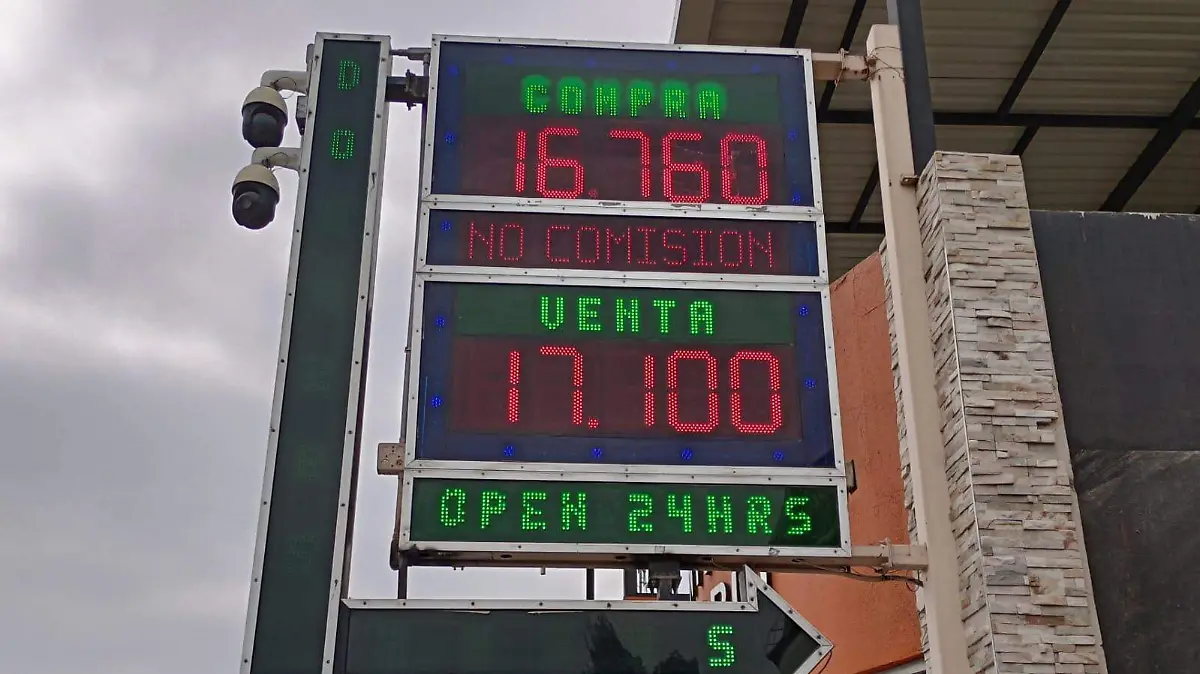 D
O
COMPRA
16.760
NO COMISION
VENTA
17.100
OPEN 24HRS
S